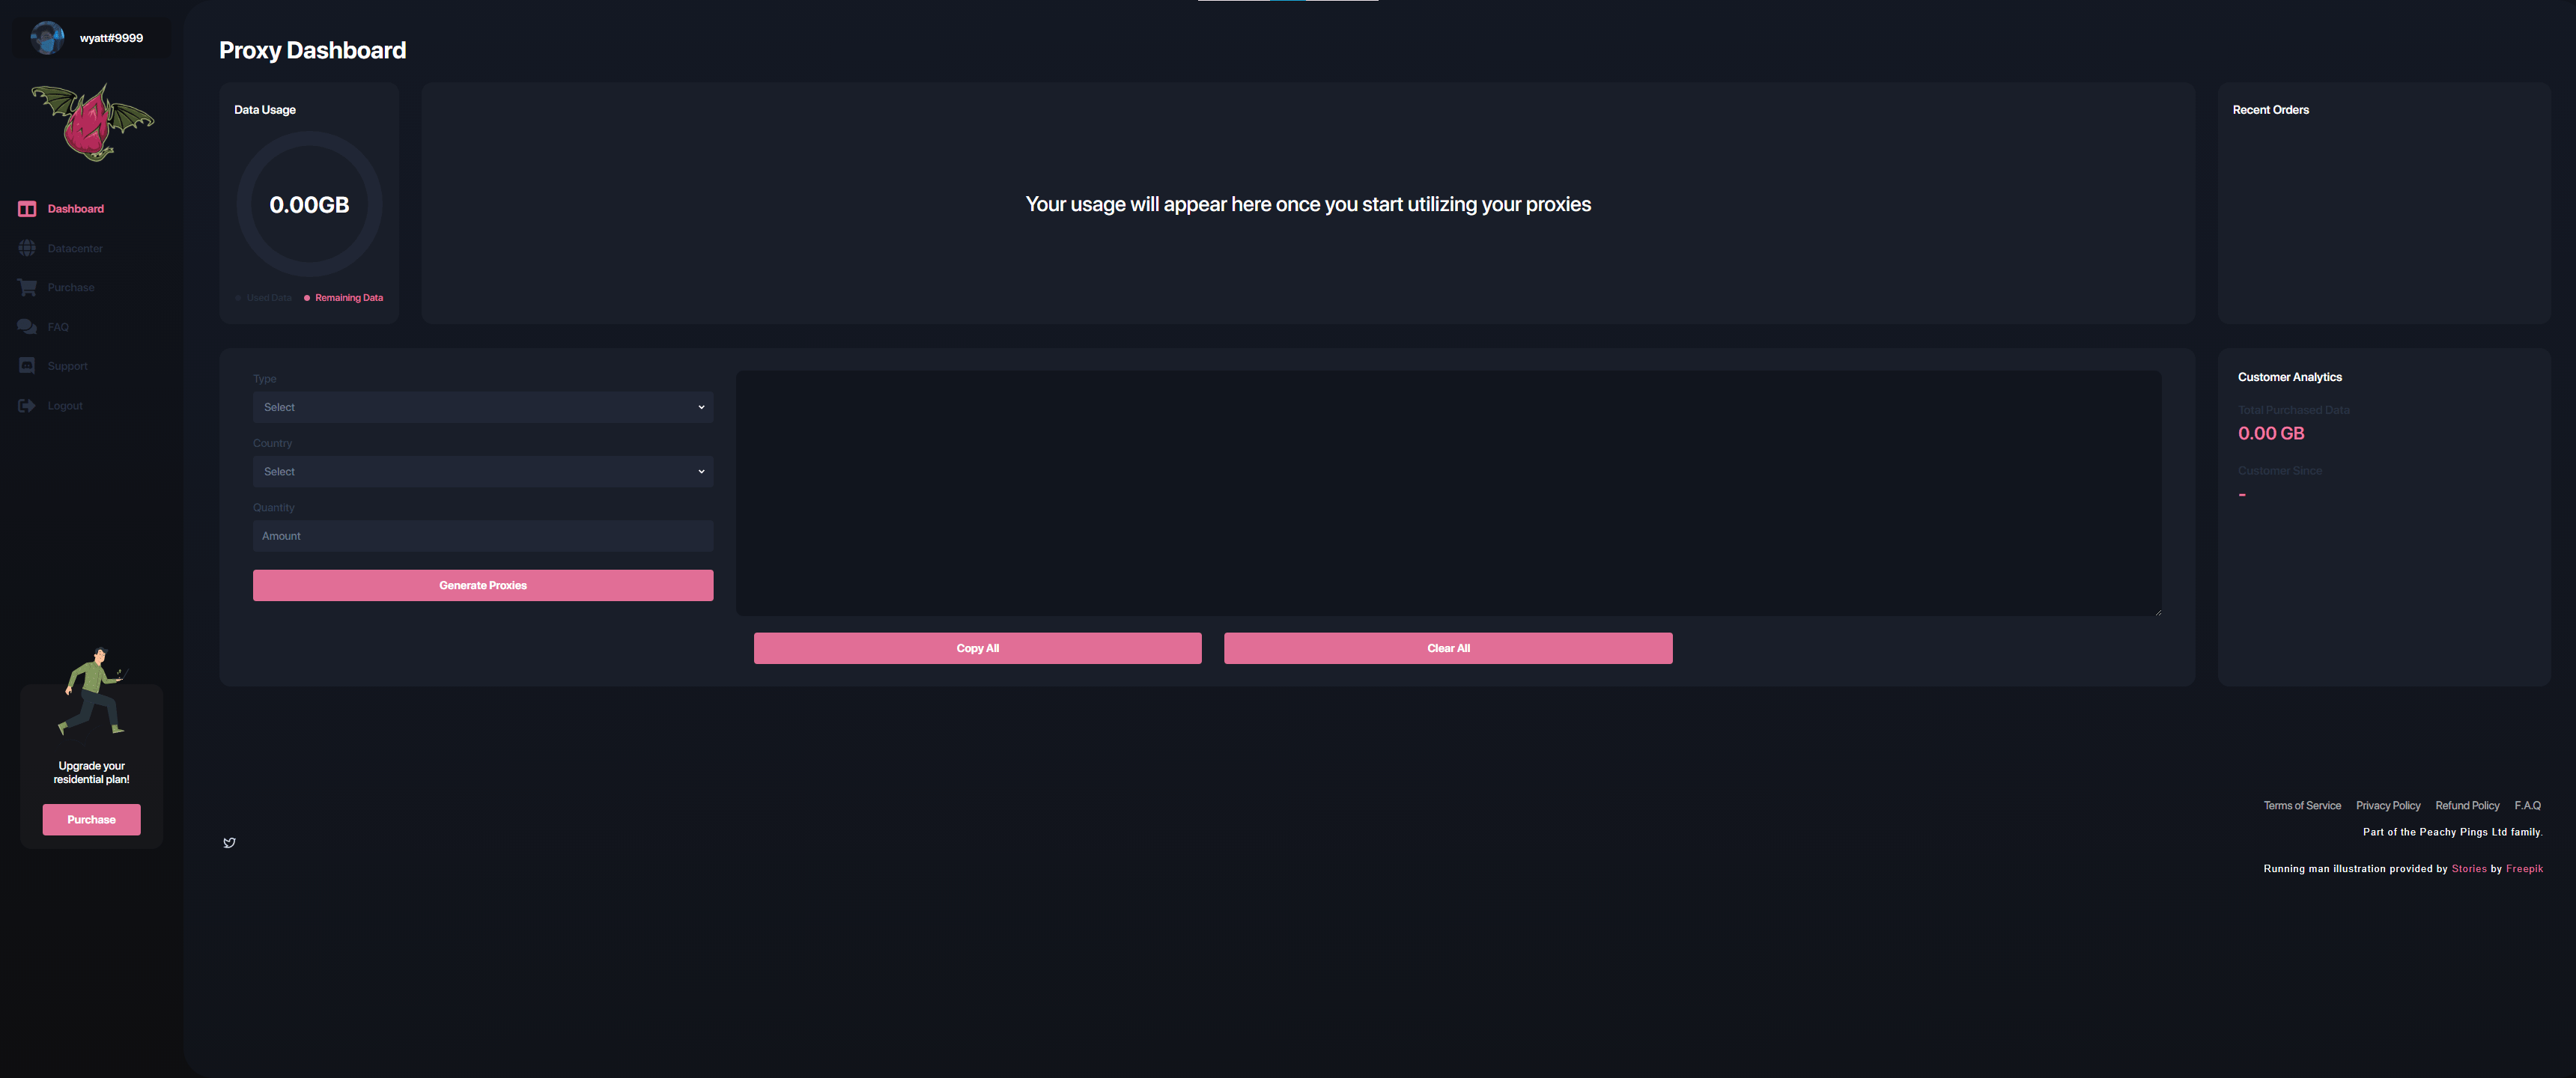 wyatt#9999
Dashboard
Datacenter
Purchase
FAQ
Support
Logout
Upgrade your
residential plan!
Purchase
Proxy Dashboard
Data Usage
0.00GB
Used Data
Remaining Data
Your usage will appear here once you start utilizing your proxies
Recent Orders
Type
Select
Country
Select
Quantity
Amount
Generate Proxies
Copy All
Clear All
Customer Analytics
Total Purchased Data
0.00 GB
Customer Since
-
Terms of Service Privacy Policy Refund Policy F.A.Q
Part of the Peachy Pings Ltd family.
Running man illustration provided by Stories by Freepik